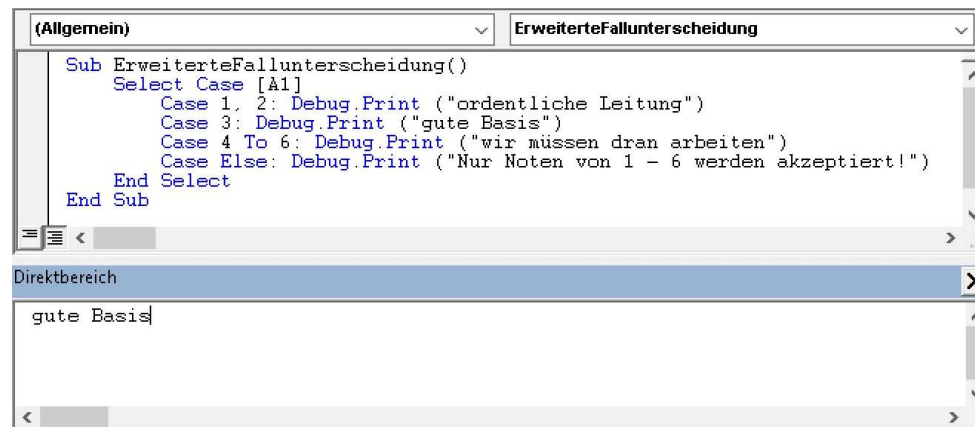 (Allgemein) ErweiterteFallunterscheidung
Sub ErweiterteFallunterscheidung()
Select Case [A1]
Case 1, 2: Debug.Print ("ordentliche Leitung")
Case 3: Debug.Print ("gute Basis")
Case 4 To 6: Debug.Print ("wir müssen dran arbeiten")
Case Else: Debug.Print ("Nur Noten von 1 – 6 werden akzeptiert!")
End Select
End Sub
Direktbereich
gute Basis